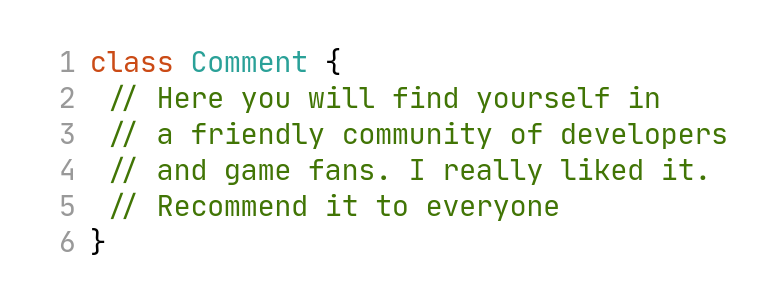 1 class Comment {
2 // Here you will find yourself in
3 // a friendly community of developers
4 // and game fans. I really liked it.
5 // Recommend it to everyone
6 }